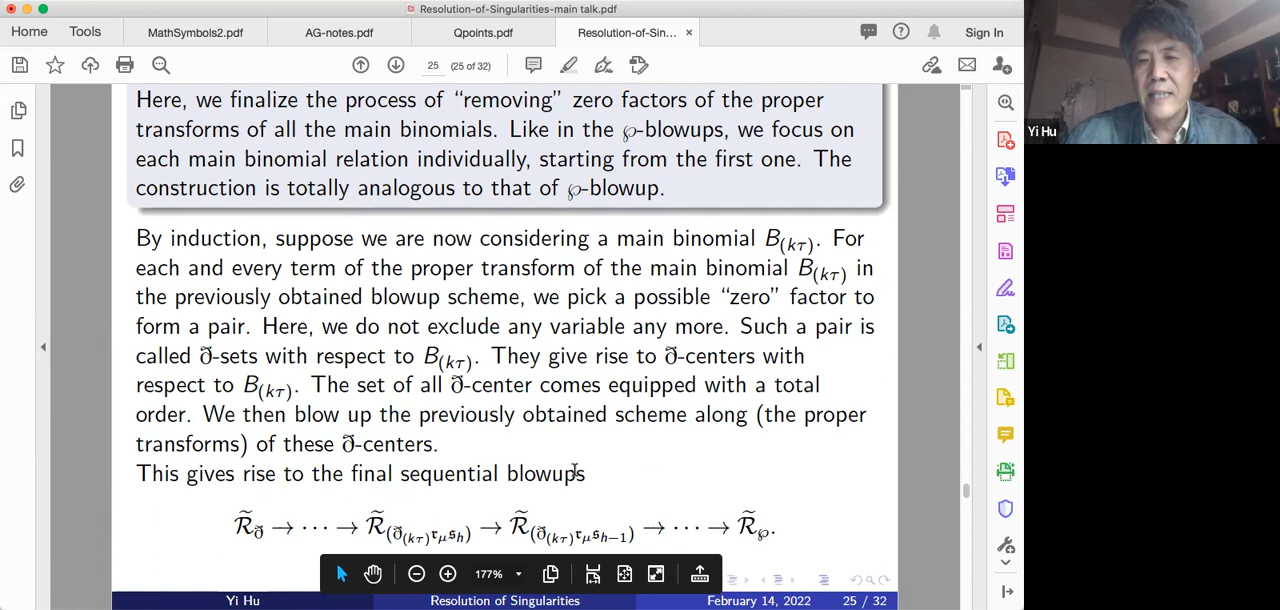 Resolution-of-Singularities-main talk.pdf
Home Tools MathSymbols2.pdf AG-notes.pdf Qpoints.pdf Resolution-of-Sin... × Sign In
25 (25 of 32)
Yi Hu
Here, we finalize the process of “removing” zero factors of the proper
transforms of all the main binomials. Like in the ℘-blowups, we focus on
each main binomial relation individually, starting from the first one. The
construction is totally analogous to that of ℘-blowup.
By induction, suppose we are now considering a main binomial B_{(kτ)}. For
each and every term of the proper transform of the main binomial B_{(kτ)} in
the previously obtained blowup scheme, we pick a possible “zero” factor to
form a pair. Here, we do not exclude any variable any more. Such a pair is
called ð-sets with respect to B_{(kτ)}. They give rise to ð-centers with
respect to B_{(kτ)}. The set of all ð-center comes equipped with a total
order. We then blow up the previously obtained scheme along (the proper
transforms) of these ð-centers.
This gives rise to the final sequential blowups
R̃_ð → ⋯ → R̃_{(ð_{(kτ)}𝔯_μ𝔰_h)} → R̃_{(ð_{(kτ)}𝔯_μ𝔰_{h−1})} → ⋯ → R̃_℘.
177%
Yi Hu Resolution of Singularities February 14, 2022 25 / 32